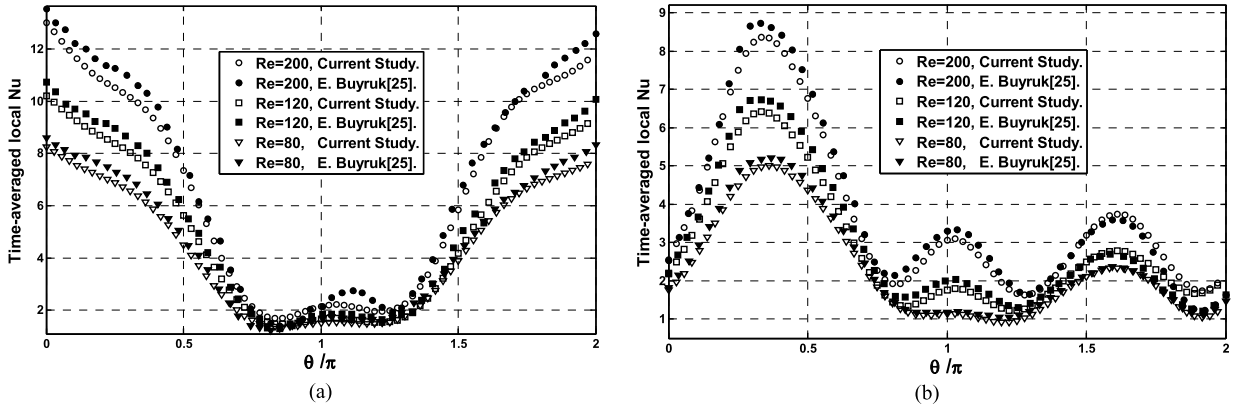 Time-averaged local Nu
12
10
8
6
4
2
Re=200, Current Study.
Re=200, E. Buyruk[25].
Re=120, Current Study.
Re=120, E. Buyruk[25].
Re=80, Current Study.
Re=80, E. Buyruk[25].
0 0.5 1 1.5 2
θ /π
(a)
Time-averaged local Nu
9
8
7
6
5
4
3
2
1
Re=200, Current Study.
Re=200, E. Buyruk[25].
Re=120, Current Study.
Re=120, E. Buyruk[25].
Re=80, Current Study.
Re=80, E. Buyruk[25].
0 0.5 1 1.5 2
θ /π
(b)